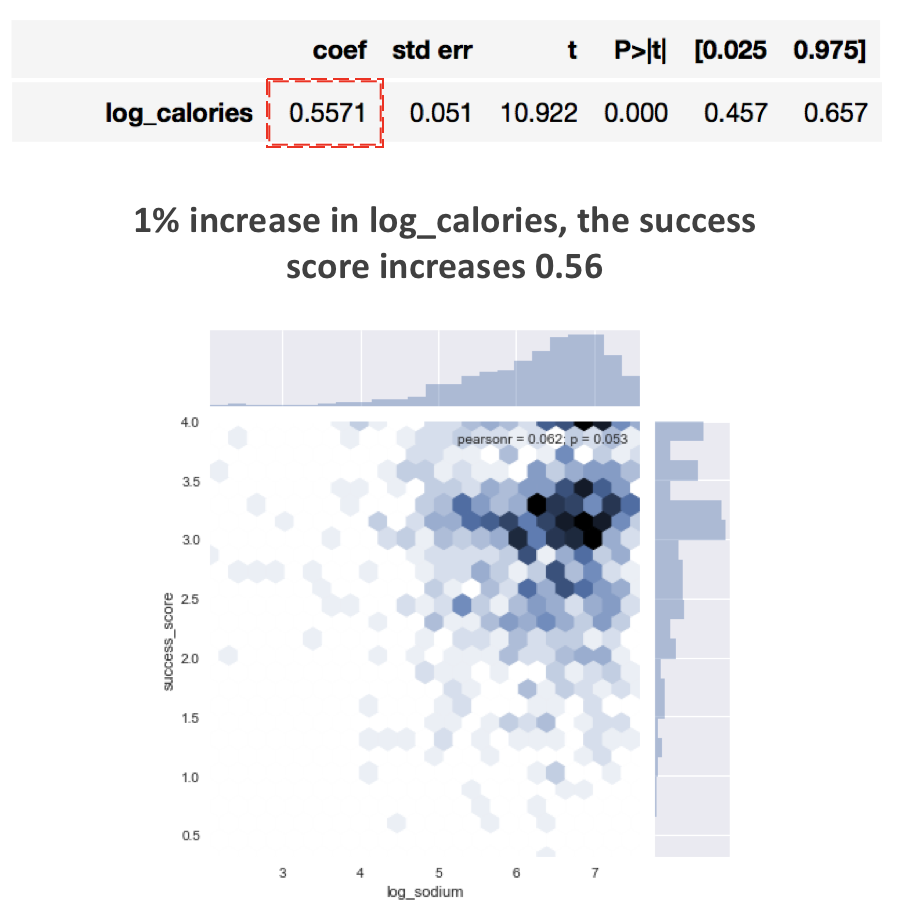 coef std err t P>|t| [0.025 0.975]
log_calories 0.5571 0.051 10.922 0.000 0.457 0.657
1% increase in log_calories, the success
score increases 0.56
4.0
pearsonr = 0.062; p = 0.053
3.5
3.0
2.5
success_score
2.0
1.5
1.0
0.5
3 4 5 6 7
log_sodium